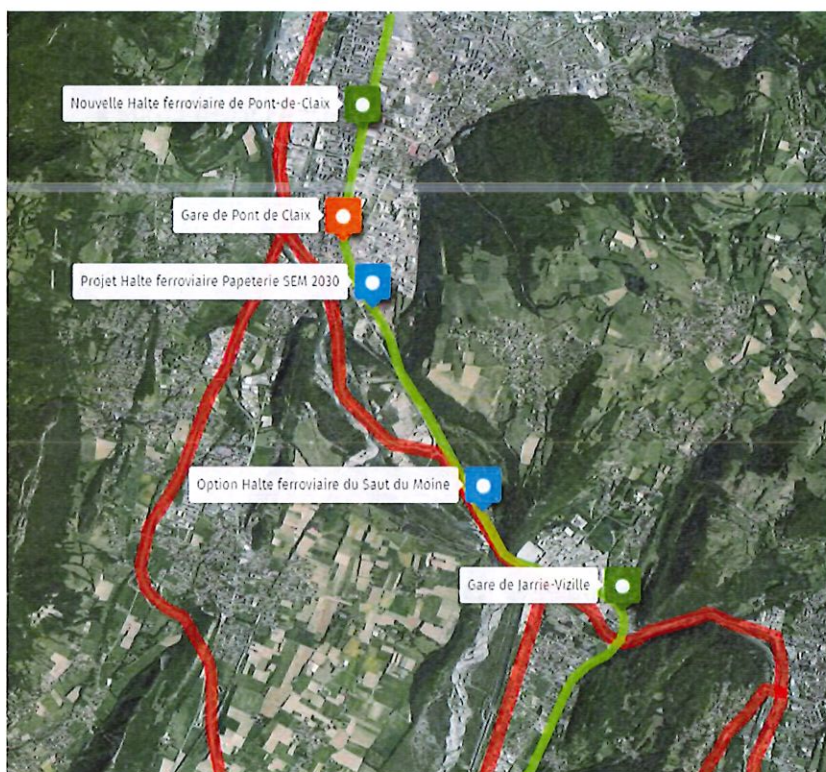 Nouvelle Halte ferroviaire de Pont-de-Claix
Gare de Pont de Claix
Projet Halte ferroviaire Papeterie SEM 2030
Option Halte ferroviaire du Saut du Moine
Gare de Jarrie-Vizille